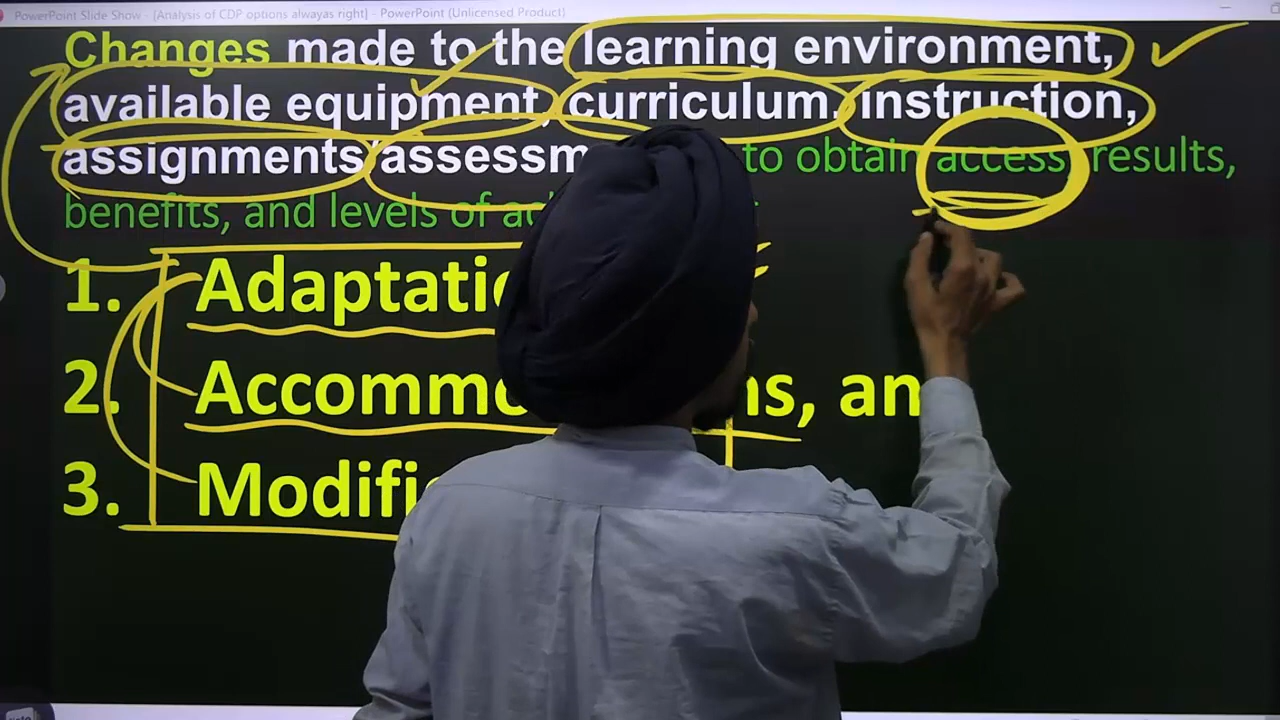 PowerPoint Slide Show - [Analysis of CDP options alwayas right] - PowerPoint (Unlicensed Product)
Changes made to the learning environment,
available equipment, curriculum, instruction,
assignments assessm to obtain access results,
benefits, and levels of
1. Adaptatio
2. Accommo ns, an
3. Modifi